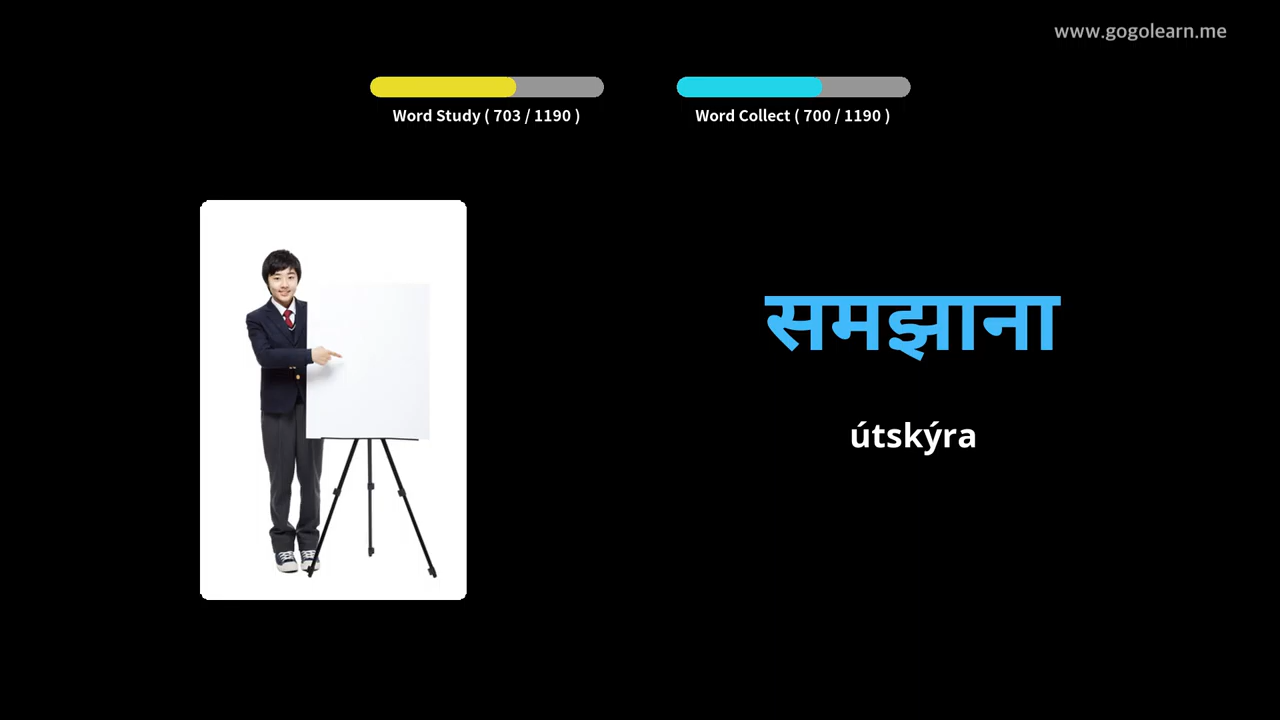 www.gogolearn.me
Word Study ( 703 / 1190 )
Word Collect ( 700 / 1190 )
समझाना
útskýra